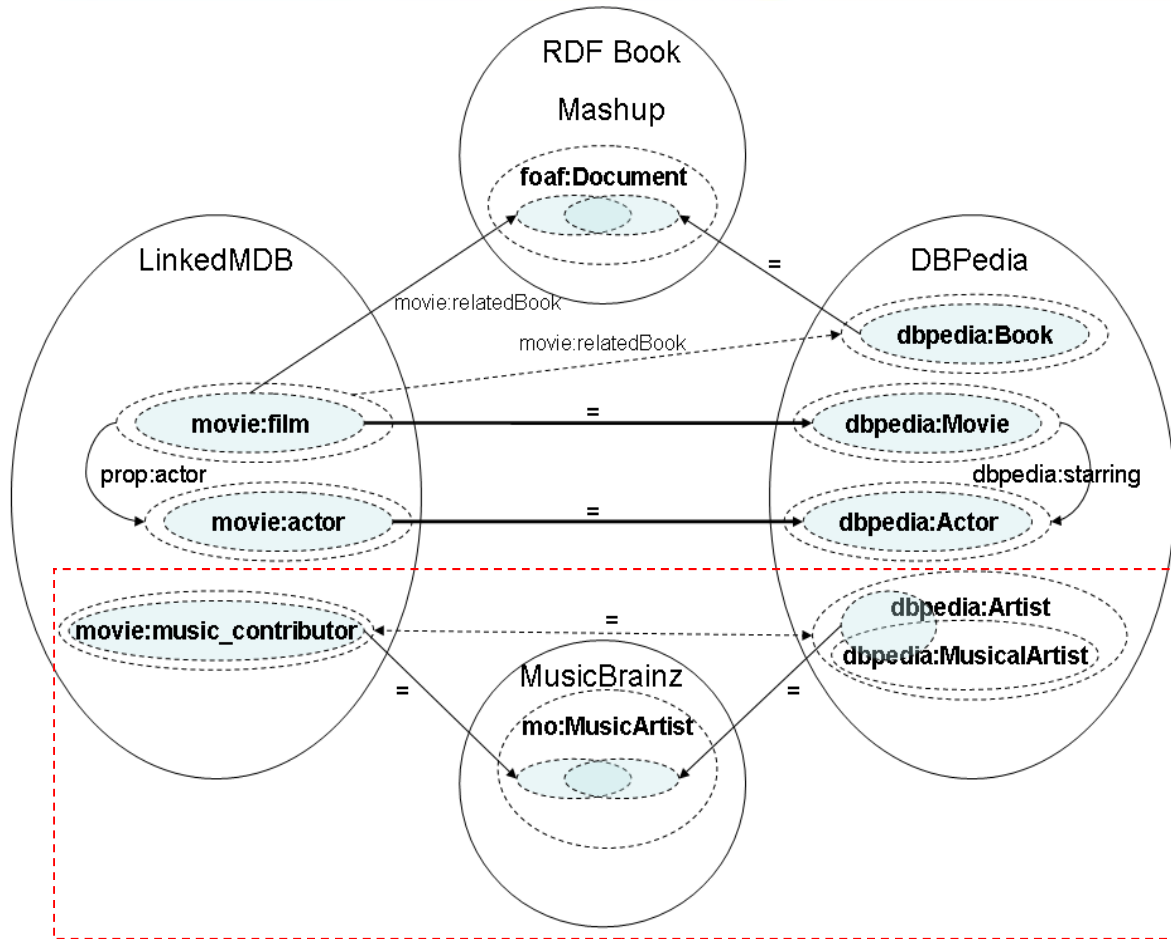 RDF Book
Mashup
foaf:Document
LinkedMDB
DBPedia
=
movie:relatedBook
movie:relatedBook
dbpedia:Book
movie:film
=
dbpedia:Movie
prop:actor
dbpedia:starring
movie:actor
=
dbpedia:Actor
movie:music_contributor
=
dbpedia:Artist
dbpedia:MusicalArtist
MusicBrainz
=
=
mo:MusicArtist